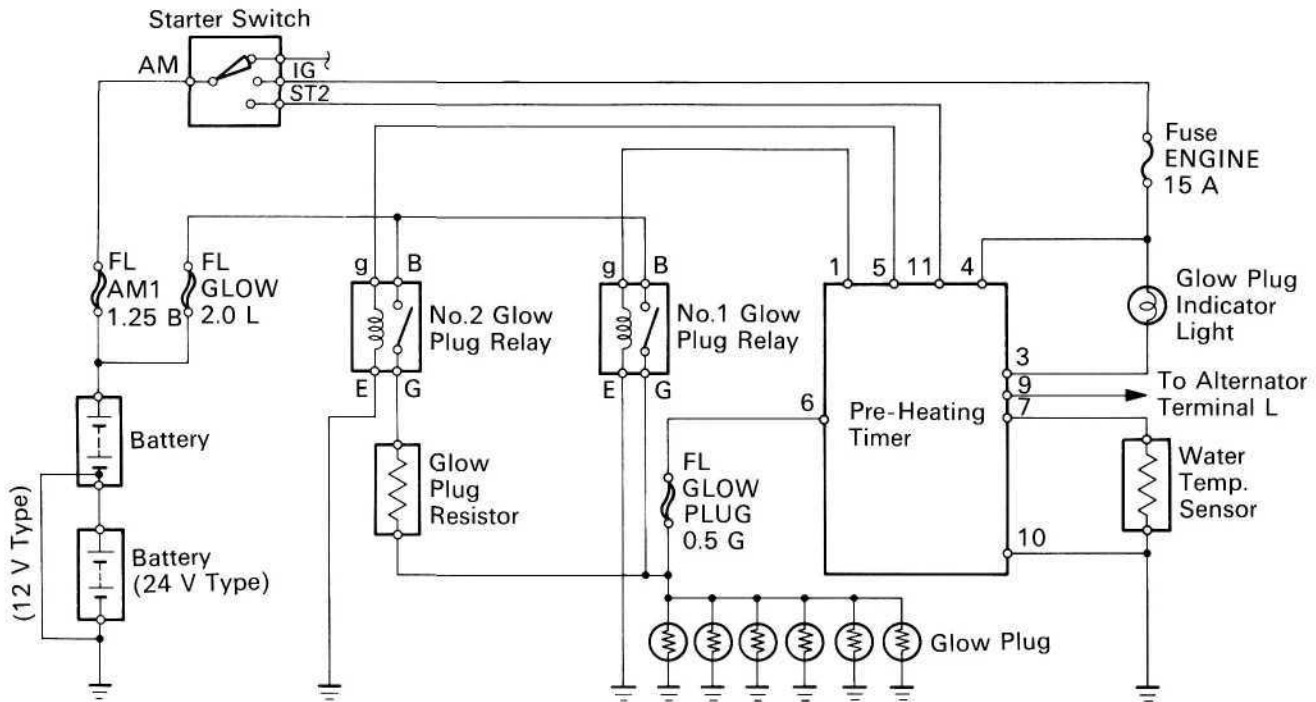 Starter Switch
AM
IG
ST2
Fuse
ENGINE
15 A
FL
AM1
1.25 B
FL
GLOW
2.0 L
g
B
No.2 Glow
Plug Relay
E
G
g
B
No.1 Glow
Plug Relay
E
G
1
5
11
4
Glow Plug
Indicator
Light
3
9
To Alternator
Terminal L
7
6
Pre-Heating
Timer
Battery
Glow
Plug
Resistor
FL
GLOW
PLUG
0.5 G
Water
Temp.
Sensor
10
(12 V Type)
Battery
(24 V Type)
Glow Plug